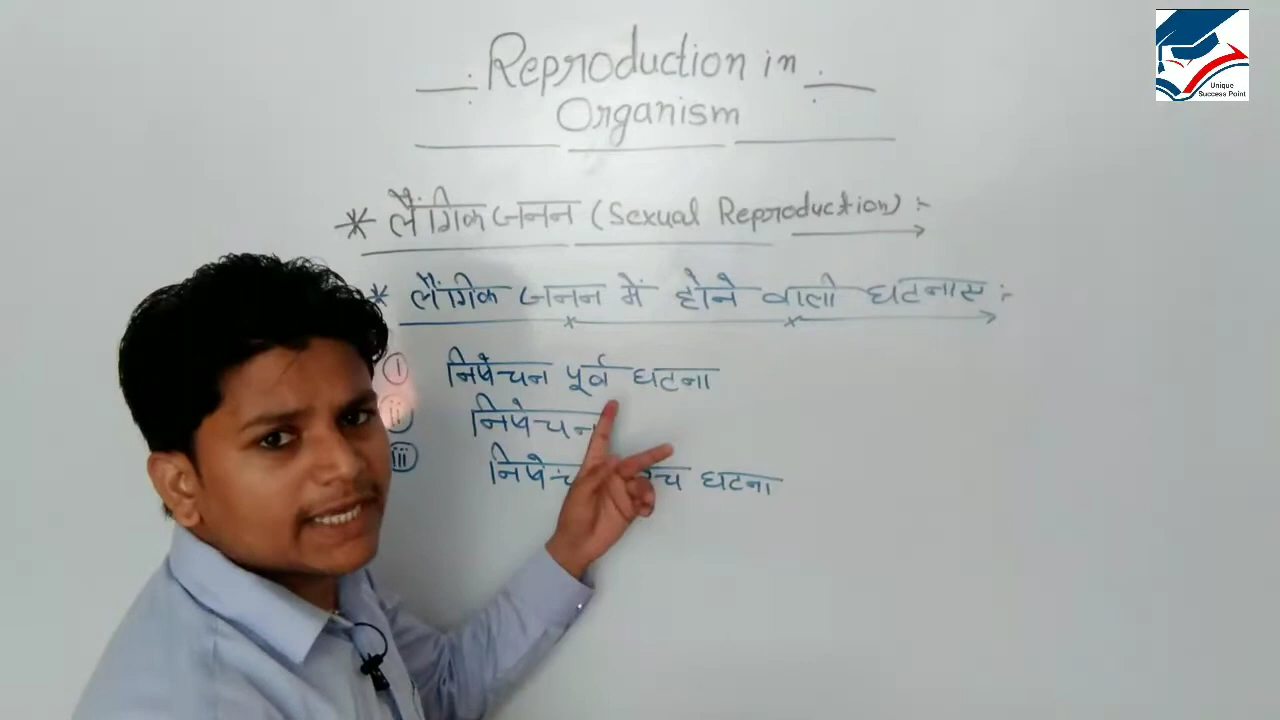 Reproduction in
Organism
* लैंगिक जनन (Sexual Reproduction) :-
* लैंगिक जनन में होने वाली घटनाए :-
(i) निषेचन पूर्व घटना
(ii) निषेचन
(iii) घटना
Unique
Success Point